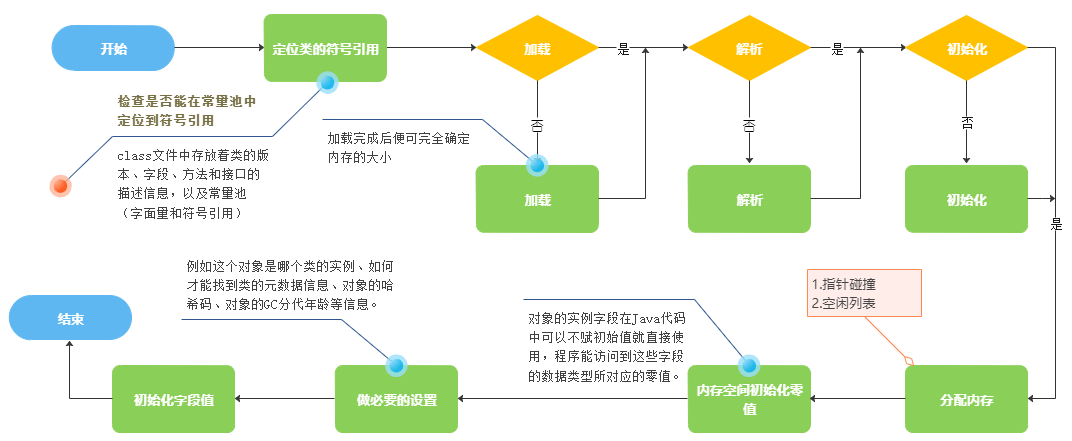 开始
定位类的符号引用
加载
是
解析
是
初始化
检查是否能在常量池中
定位到符号引用
class文件中存放着类的版
本、字段、方法和接口的
描述信息，以及常量池
（字面量和符号引用）
加载完成后便可完全确定
内存的大小
否
否
否
加载
解析
初始化
是
例如这个对象是哪个类的实例、如何
才能找到类的元数据信息、对象的哈
希码、对象的GC分代年龄等信息。
对象的实例字段在Java代码
中可以不赋初始值就直接使
用，程序能访问到这些字段
的数据类型所对应的零值。
1.指针碰撞
2.空闲列表
结束
初始化字段值
做必要的设置
内存空间初始化零
值
分配内存